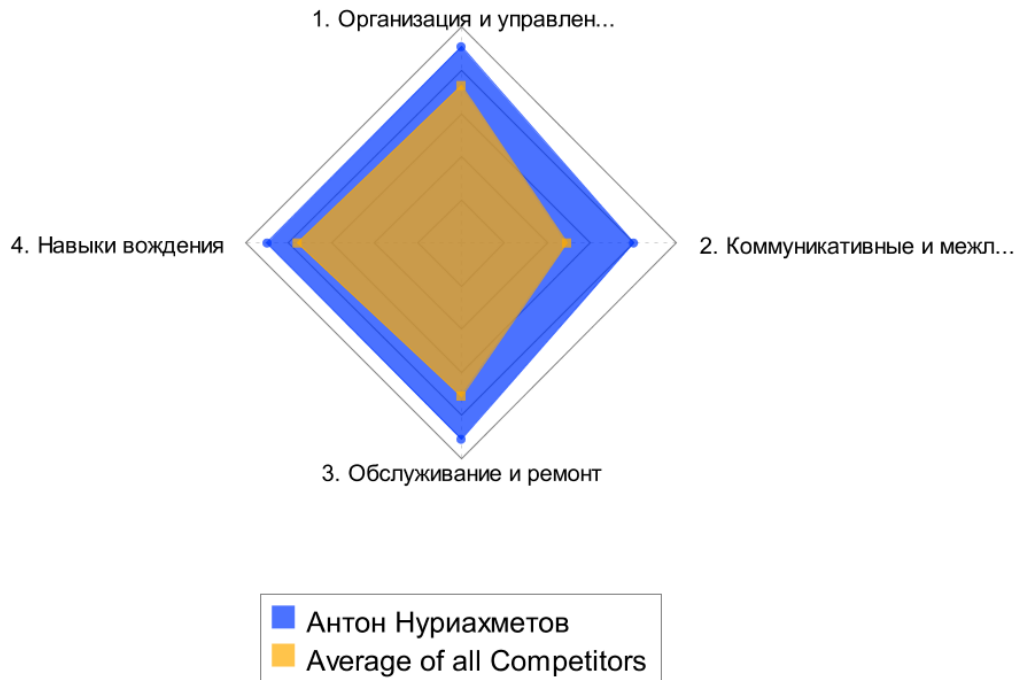 1. Организация и управлен...
4. Навыки вождения
2. Коммуникативные и межл...
3. Обслуживание и ремонт
Антон Нуриахметов
Average of all Competitors